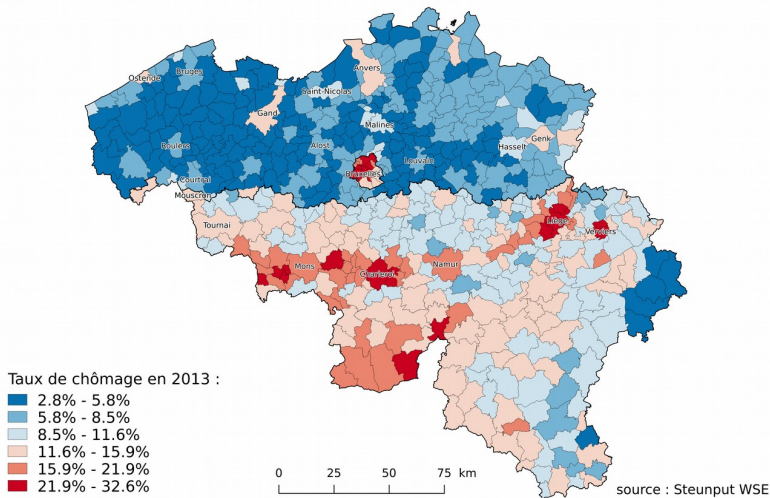 Anvers
Ostende
Bruges
Saint-Nicolas
Gand
Malines
Genk
Roulers
Alost
Louvain
Hasselt
Bruxelles
Courtrai
Mouscron
Tournai
Liège
Verviers
Mons
Charleroi
Namur
Taux de chômage en 2013 :
2.8% - 5.8%
5.8% - 8.5%
8.5% - 11.6%
11.6% - 15.9%
15.9% - 21.9%
21.9% - 32.6%
0 25 50 75 km
source : Steunput WSE